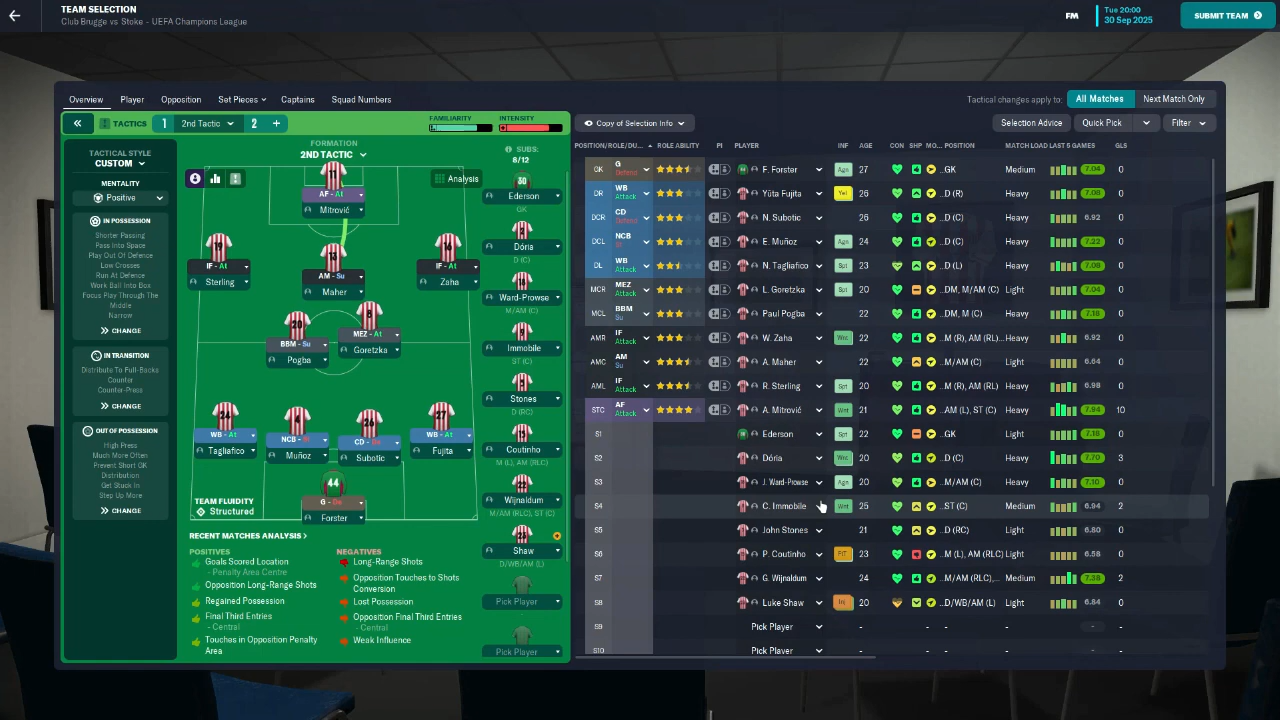 TEAM SELECTION
Club Brugge vs Stoke - UEFA Champions League
FM
Tue 20:00
30 Sep 2025
SUBMIT TEAM
Overview Player Opposition Set Pieces Captains Squad Numbers
Tactical changes apply to: All Matches Next Match Only
TACTICS 1 2nd Tactic 2 +
FAMILIARITY
INTENSITY
Copy of Selection Info
Selection Advice Quick Pick Filter
TACTICAL STYLE
CUSTOM
MENTALITY
Positive
IN POSSESSION
Shorter Passing
Pass Into Space
Play Out Of Defence
Low Crosses
Run At Defence
Work Ball Into Box
Focus Play Through The
Middle
Narrow
CHANGE
IN TRANSITION
Distribute To Full-Backs
Counter
Counter-Press
CHANGE
OUT OF POSSESSION
High Press
Much More Often
Prevent Short GK
Distribution
Get Stuck In
Step Up More
CHANGE
FORMATION
2ND TACTIC
Analysis
AF - At
Mitrović
IF - At
Sterling
AM - Su
Maher
IF - At
Zaha
20
BBM - Su
Pogba
MEZ - At
Goretzka
24
WB - At
Tagliafico
4
NCB
Muñoz
26
CD - De
Subotic
27
WB - At
Fujita
44
G - De
Forster
TEAM FLUIDITY
Structured
SUBS:
8/12
Ederson
GK
Dória
D (C)
Ward-Prowse
M/AM (C)
Immobile
ST (C)
Stones
D (RC)
Coutinho
M (L), AM (RLC)
Wijnaldum
M/AM (RLC), ST (C)
Shaw
D/WB/AM (L)
Pick Player
-
Pick Player
RECENT MATCHES ANALYSIS
POSITIVES
Goals Scored Location
- Penalty Area Centre
Opposition Long-Range Shots
Regained Possession
Final Third Entries
- Central
Touches in Opposition Penalty
Area
NEGATIVES
Long-Range Shots
Opposition Touches to Shots
Conversion
Lost Possession
Opposition Final Third Entries
- Central
Weak Influence
POSITION/ROLE/DU... ROLE ABILITY PI PLAYER INF AGE CON SHP MO... POSITION MATCH LOAD LAST 5 GAMES GLS
GK G Defend F. Forster Agn 27 ...GK Medium 7.04 0
DR WB Attack Yūta Fujita Yel 26 ...D (R) Heavy 7.08 0
DCR CD Defend N. Subotic 26 ...D (C) Heavy 6.92 0
DCL NCB E. Muñoz Agn 24 ...D (C) Heavy 7.22 0
DL WB Attack N. Tagliafico Spt 23 ...D (L) Heavy 7.08 0
MCR MEZ Attack L. Goretzka Spt 20 ...DM, M/AM (C) Light 7.04 0
MCL BBM Su Paul Pogba 22 ...DM, M (C) Heavy 7.18 0
AMR IF Attack W. Zaha Wnt 22 ...M (R), AM (RL) Heavy 6.92 0
AMC AM Su A. Maher 22 ...M/AM (C) Light 6.64 0
AML IF Attack R. Sterling Spt 20 ...M (R), AM (RL) Heavy 6.98 0
STC AF Attack A. Mitrović Wnt 21 ...AM (L), ST (C) Heavy 7.94 10
S1 Ederson Spt 22 ...GK Light 7.18 0
S2 Dória Wnt 20 ...D (C) Heavy 7.70 3
S3 J. Ward-Prowse Agn 20 ...M/AM (C) Heavy 7.10 0
S4 C. Immobile Wnt 25 ...ST (C) Medium 6.94 2
S5 John Stones 21 ...D (RC) Light 6.80 0
S6 P. Coutinho 23 ...M (L), AM (RLC) Light 6.58 0
S7 G. Wijnaldum 24 ...M/AM (RLC),... Medium 7.38 2
S8 Luke Shaw Inj 20 ...D/WB/AM (L) Light 6.84 0
S9 Pick Player - - - - -
S10 Pick Player - - - - -